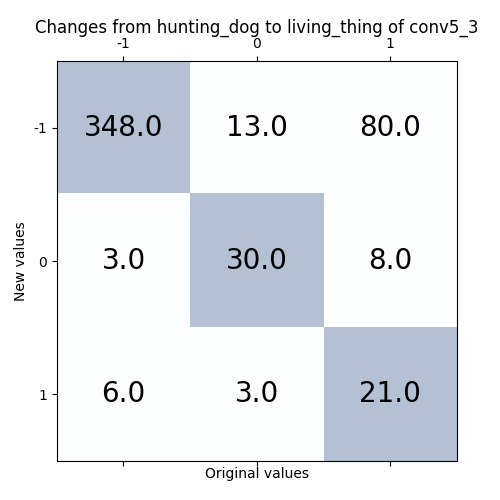 Changes from hunting_dog to living_thing of conv5_3
-1 0 1
-1 348.0 13.0 80.0
New values
0 3.0 30.0 8.0
1 6.0 3.0 21.0
Original values